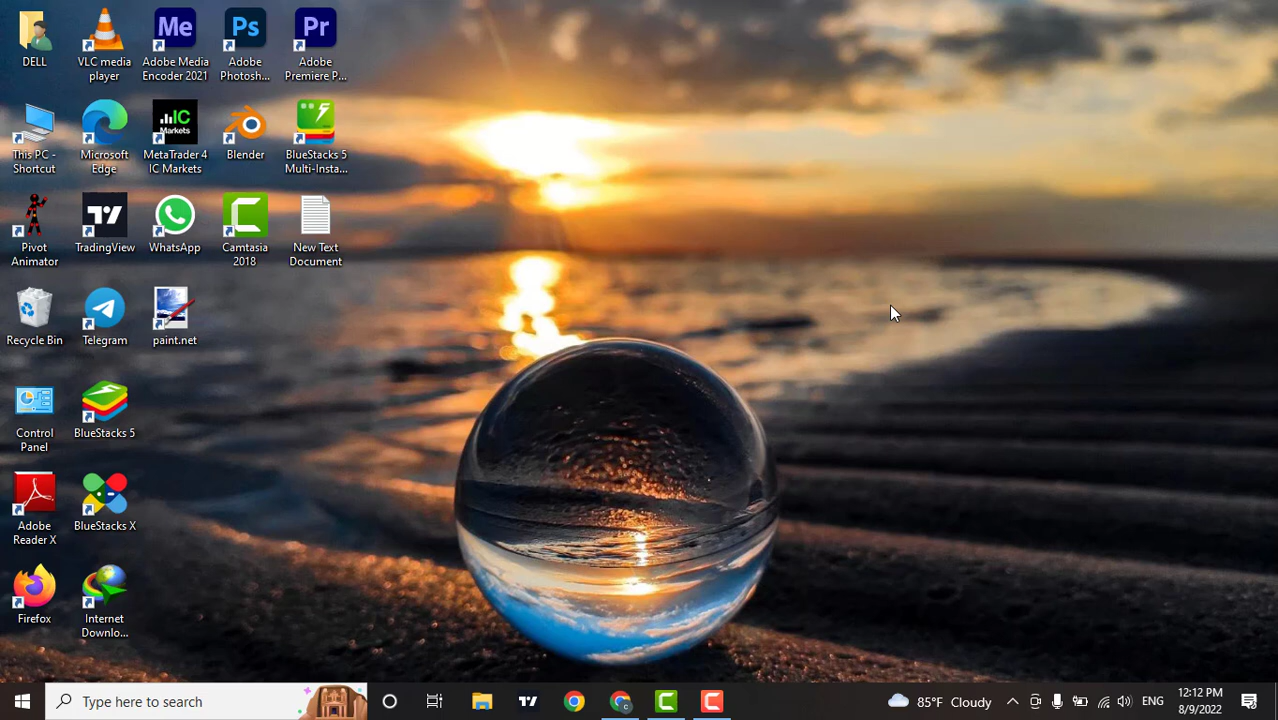 DELL
VLC media
player
Me
Adobe Media
Encoder 2021
Ps
Adobe
Photosh...
Pr
Adobe
Premiere P...
This PC -
Shortcut
Microsoft
Edge
IC
Markets
MetaTrader 4
IC Markets
Blender
BlueStacks 5
Multi-Insta...
Pivot
Animator
TradingView
WhatsApp
C
Camtasia
2018
New Text
Document
Recycle Bin
Telegram
paint.net
Control
Panel
BlueStacks 5
Adobe
Reader X
BlueStacks X
Firefox
Internet
Downlo...
Type here to search
C
C
C
85°F Cloudy
ENG
12:12 PM
8/9/2022